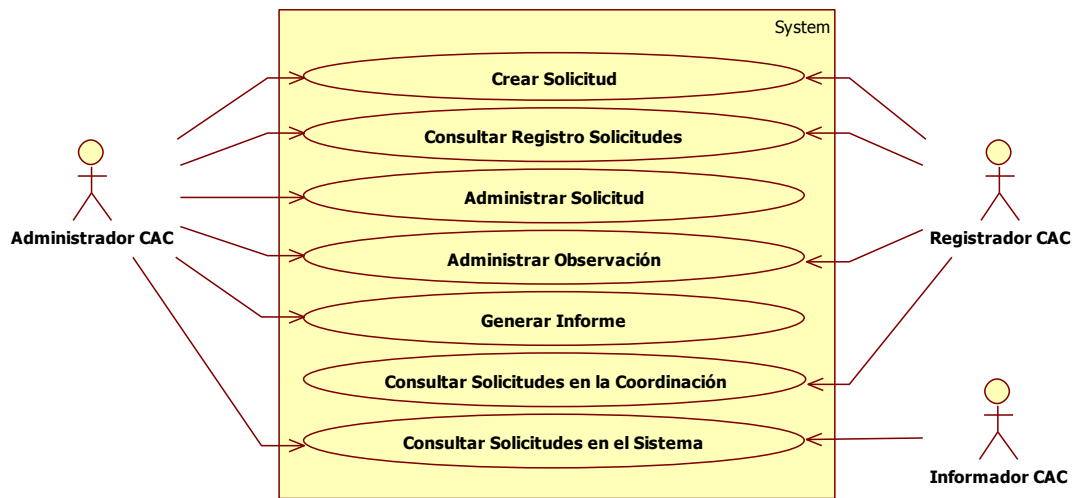 System
Crear Solicitud
Consultar Registro Solicitudes
Administrar Solicitud
Administrador CAC
Registrador CAC
Administrar Observación
Generar Informe
Consultar Solicitudes en la Coordinación
Consultar Solicitudes en el Sistema
Informador CAC